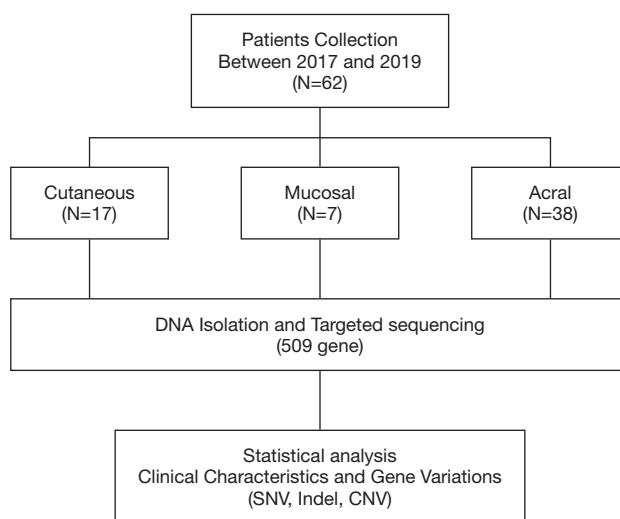 Patients Collection
Between 2017 and 2019
(N=62)
Cutaneous
(N=17)
Mucosal
(N=7)
Acral
(N=38)
DNA Isolation and Targeted sequencing
(509 gene)
Statistical analysis
Clinical Characteristics and Gene Variations
(SNV, Indel, CNV)